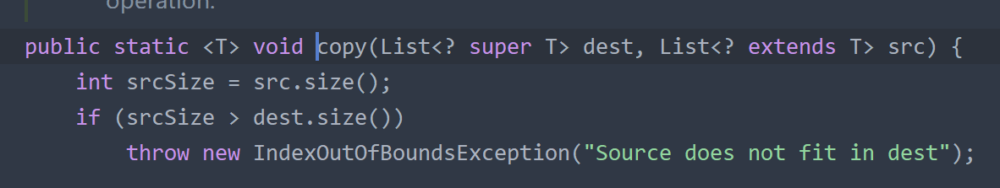 operation.
public static <T> void copy(List<? super T> dest, List<? extends T> src) {
int srcSize = src.size();
if (srcSize > dest.size())
throw new IndexOutOfBoundsException("Source does not fit in dest");